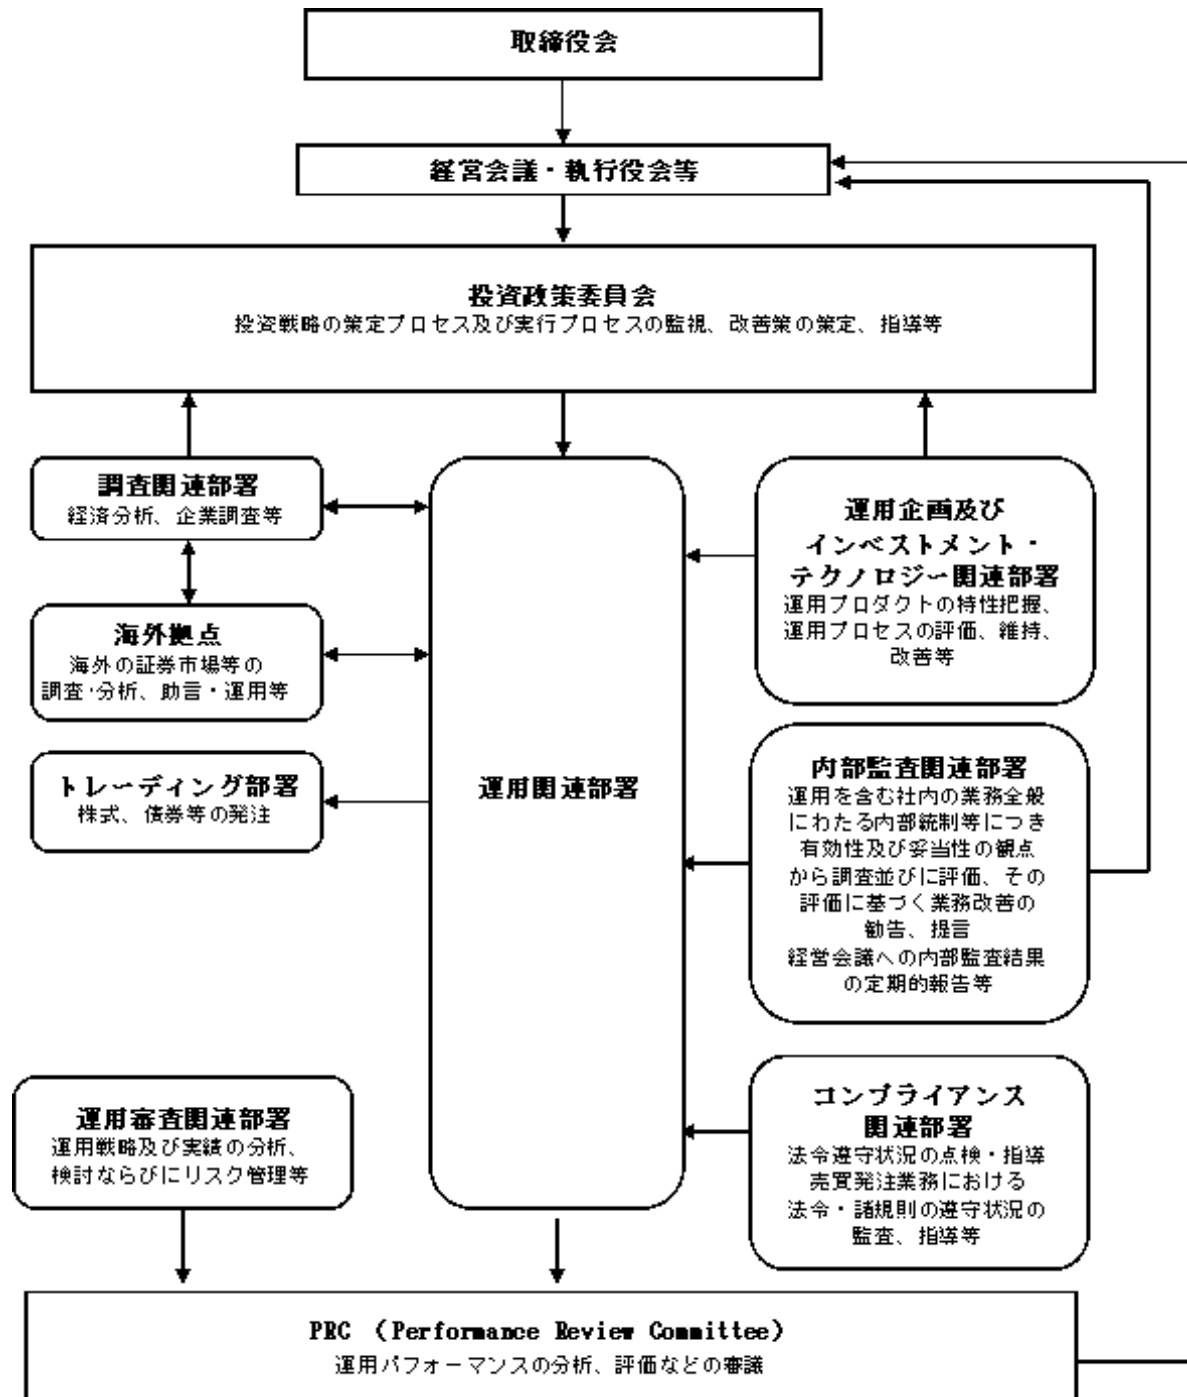 取締役会
経営会議・執行役会等
投資政策委員会
投資戦略の策定プロセス及び実行プロセスの監視、改善策の策定、指導等
調査関連部署
経済分析、企業調査等
海外拠点
海外の証券市場等の
調査・分析、助言・運用等
トレーディング部署
株式、債券等の発注
運用関連部署
運用企画及び
インベストメント・
テクノロジー関連部署
運用プロダクトの特性把握、
運用プロセスの評価、維持、
改善等
内部監査関連部署
運用を含む社内の業務全般
にわたる内部統制等につき
有効性及び妥当性の観点
から調査並びに評価、その
評価に基づく業務改善の
勧告、提言
経営会議への内部監査結果
の定期的報告等
運用審査関連部署
運用戦略及び実績の分析、
検討ならびにリスク管理等
コンプライアンス
関連部署
法令遵守状況の点検・指導
売買発注業務における
法令・諸規則の遵守状況の
監査、指導等
PRC （Performance Review Committee）
運用パフォーマンスの分析、評価などの審議